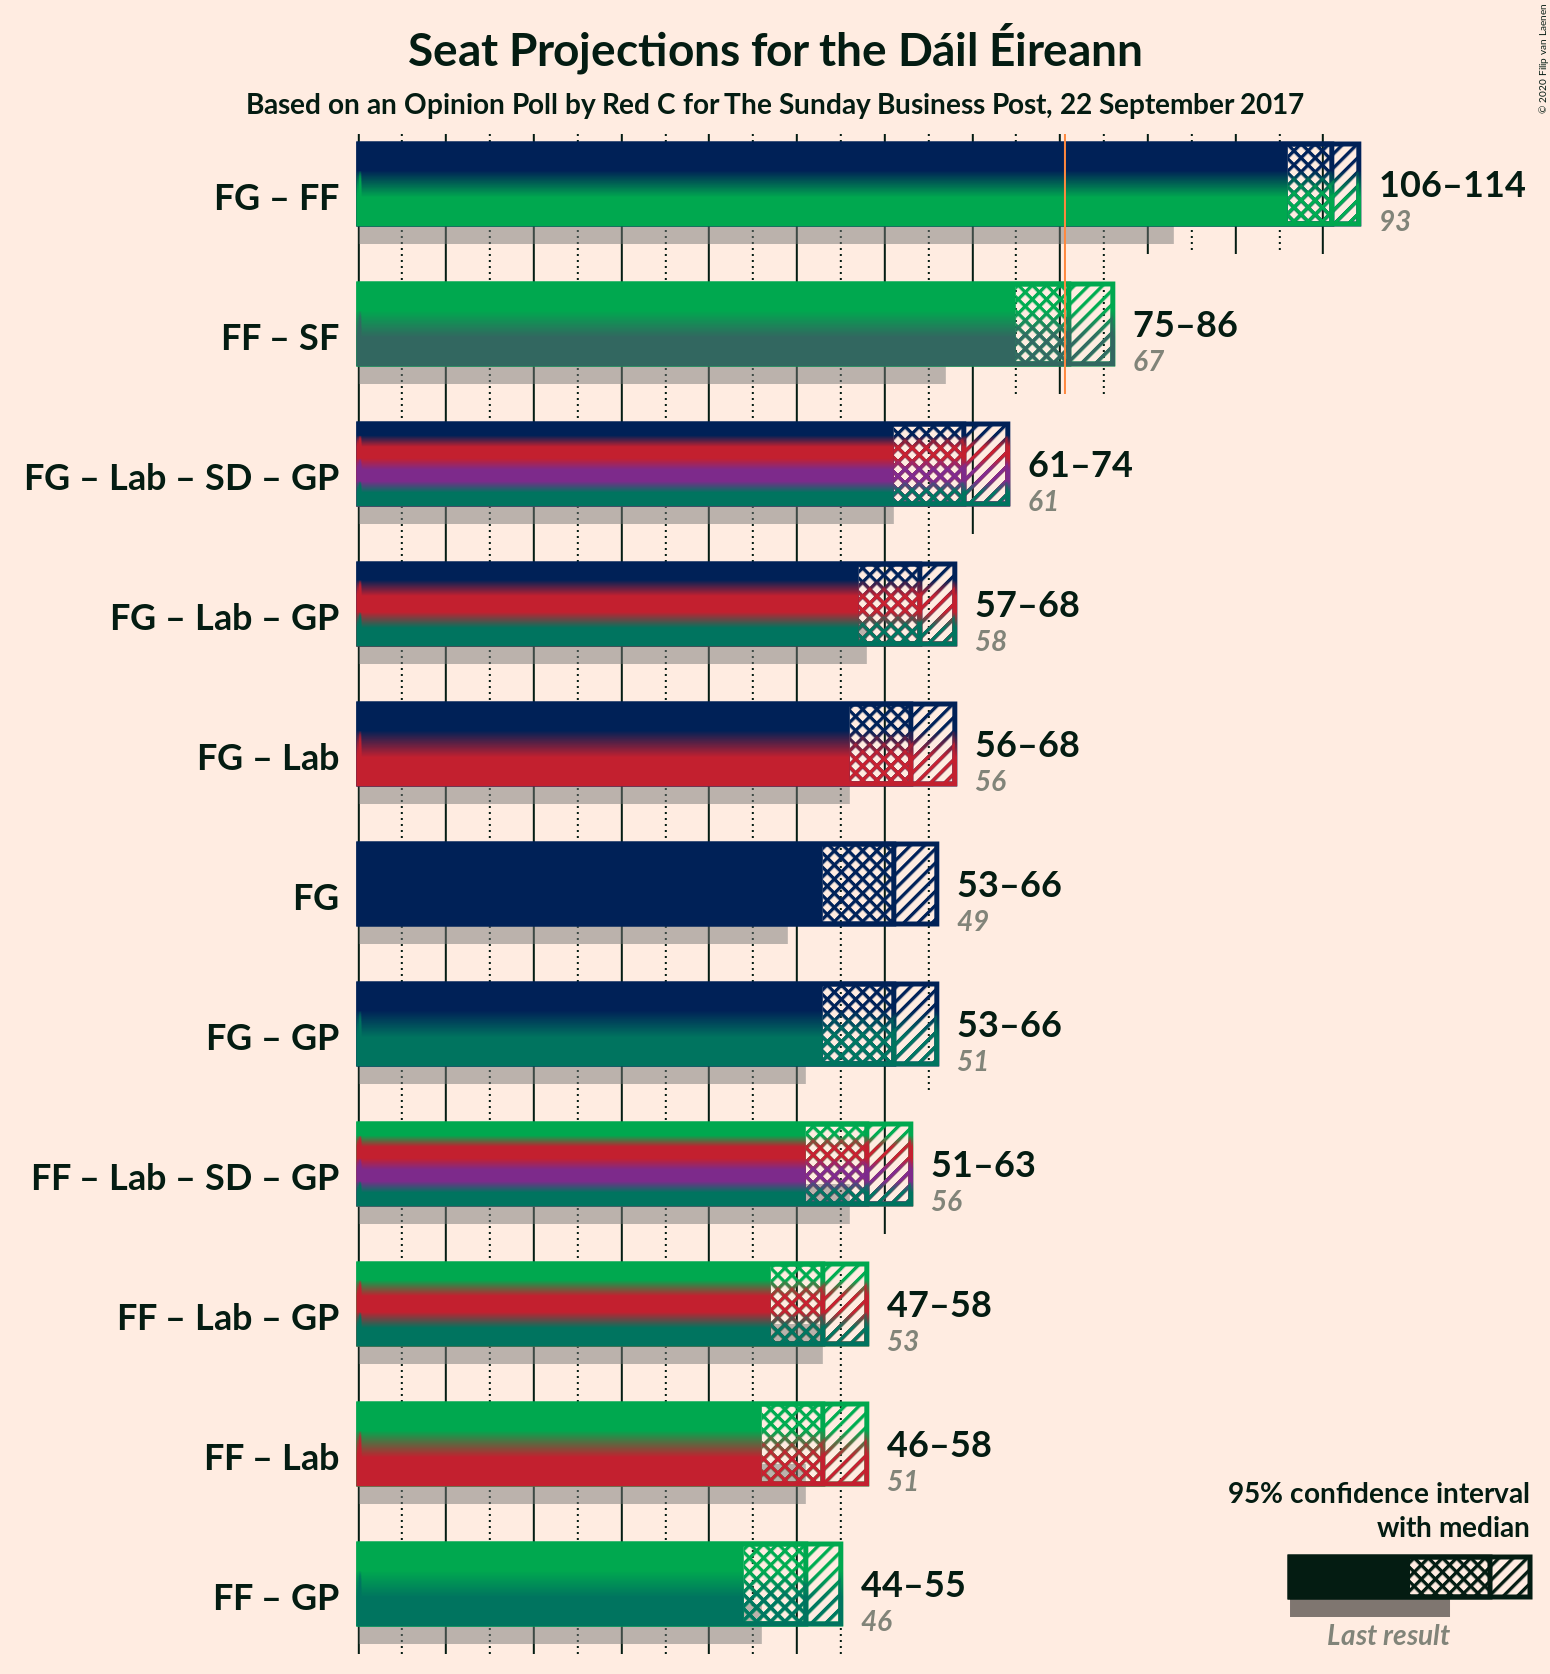 Seat Projections for the Dáil Éireann
Based on an Opinion Poll by Red C for The Sunday Business Post, 22 September 2017
© 2020 Filip van Laenen
FG – FF
106–114
93
FF – SF
75–86
67
FG – Lab – SD – GP
61–74
61
FG – Lab – GP
57–68
58
FG – Lab
56–68
56
FG
53–66
49
FG – GP
53–66
51
FF – Lab – SD – GP
51–63
56
FF – Lab – GP
47–58
53
FF – Lab
46–58
51
FF – GP
44–55
46
95% confidence interval
with median
Last result